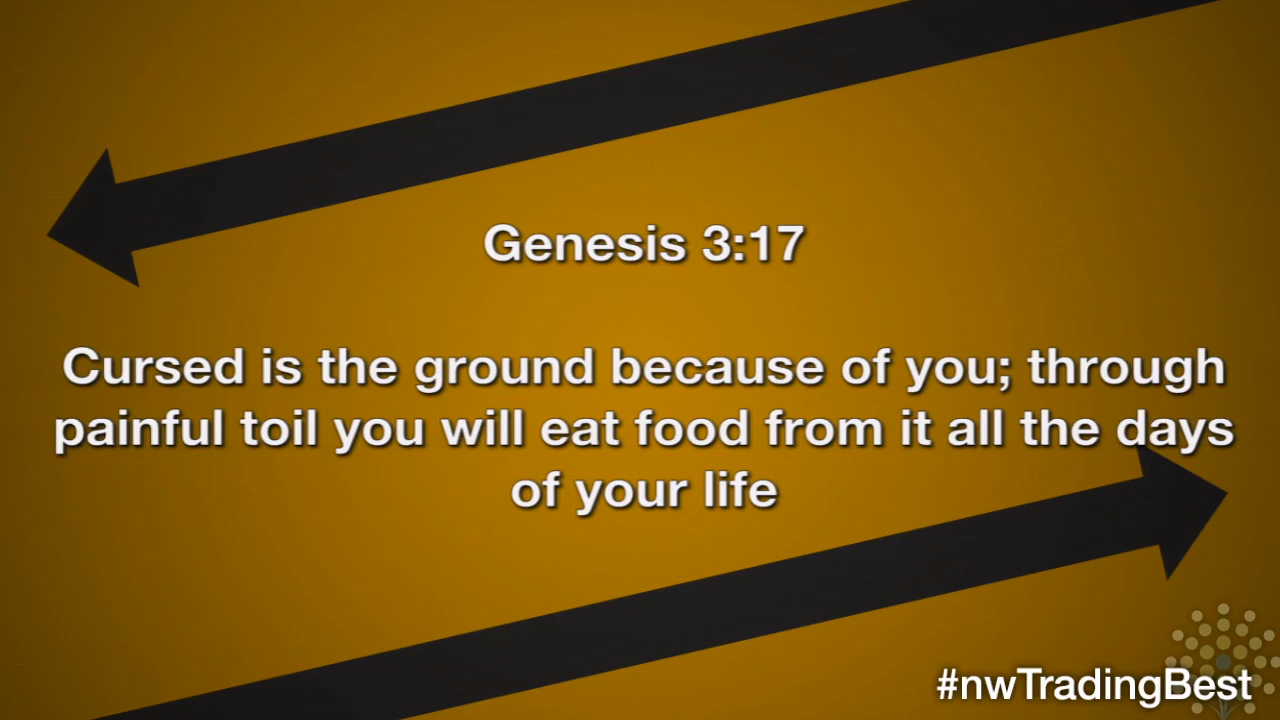 Genesis 3:17
Cursed is the ground because of you; through
painful toil you will eat food from it all the days
of your life
#nwTradingBest